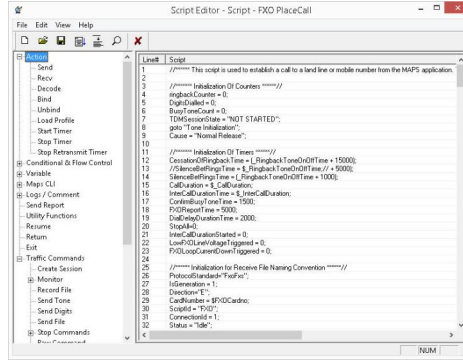 Script Editor - Script - FXO PlaceCall
File Edit View Help
Action
Send
Recv
Decode
Bind
Unbind
Load Profile
Start Timer
Stop Timer
Stop Retransmit Timer
Conditional & Flow Control
Variable
Maps CLI
Logs / Comment
Send Report
Utility Functions
Resume
Return
Exit
Traffic Commands
Create Session
Monitor
Record File
Send Tone
Send Digits
Send File
Stop Commands
Line# Script
1 //****** This script is used to establish a call to a land line or mobile number from the MAPS application.
2
3 //******* Initialization Of Counters ******//
4 ringbackCounter = 0;
5 DigitsDialled = 0;
6 BusyToneCount = 0;
7 TDMSessionState = "NOT STARTED";
8 goto "Tone Initialization";
9 Cause = "Normal Release";
10
11 //******* Initialization Of Timers ******//
12 CessationOfRingbackTime = (_RingbackToneOnOffTime + 15000);
13 //SilenceBetRingsTime = $_RingbackToneOnOffTime;// + 5000;
14 SilenceBetRingsTime = (_RingbackToneOnOffTime + 1000);
15 CallDuration = $_CallDuration;
16 InterCallDurationTime = $_InterCallDuration;
17 ConfirmBusyToneTime = 1500;
18 FXOReportTime = 5000;
19 DialDelayDurationTime = 2000;
20 StopAll=0;
21 InterCallDurationStarted = 0;
22 LowFXOLineVoltageTriggered = 0;
23 FXOLoopCurrentDownTriggered = 0;
24
25 //****** Initialization for Receive File Naming Convention ******//
26 ProtocolStandard="FxoFxs";
27 IsGeneration = 1;
28 Direction="E";
29 CardNumber = $FXOCardno;
30 ScriptId = "FXO";
31 ConnectionId = 1;
32 Status = "Idle";
NUM